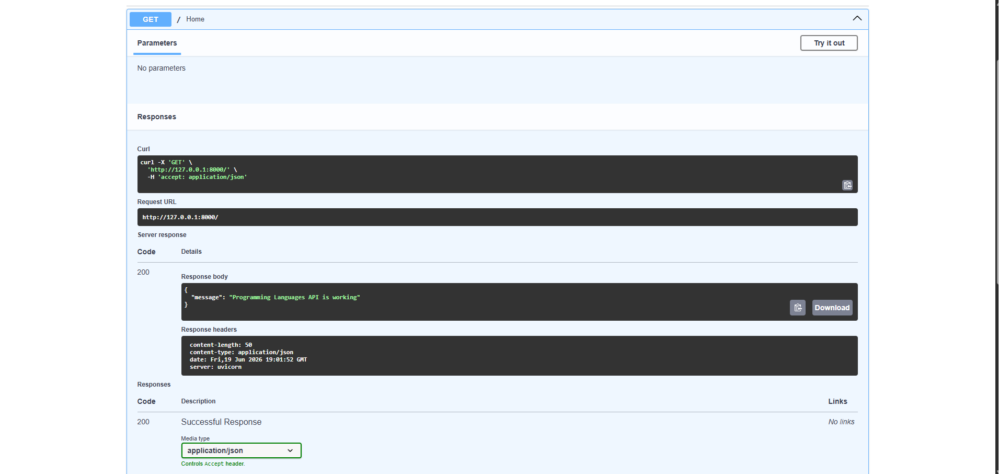 GET / Home
Parameters
Try it out
No parameters
Responses
Curl
curl -X 'GET' \
'http://127.0.0.1:8000/' \
-H 'accept: application/json'
Request URL
http://127.0.0.1:8000/
Server response
Code Details
200
Response body
{
"message": "Programming Languages API is working"
}
Download
Response headers
content-length: 50
content-type: application/json
date: Fri,19 Jun 2026 19:01:52 GMT
server: uvicorn
Responses
Code Description Links
200 Successful Response No links
Media type
application/json
Controls Accept header.